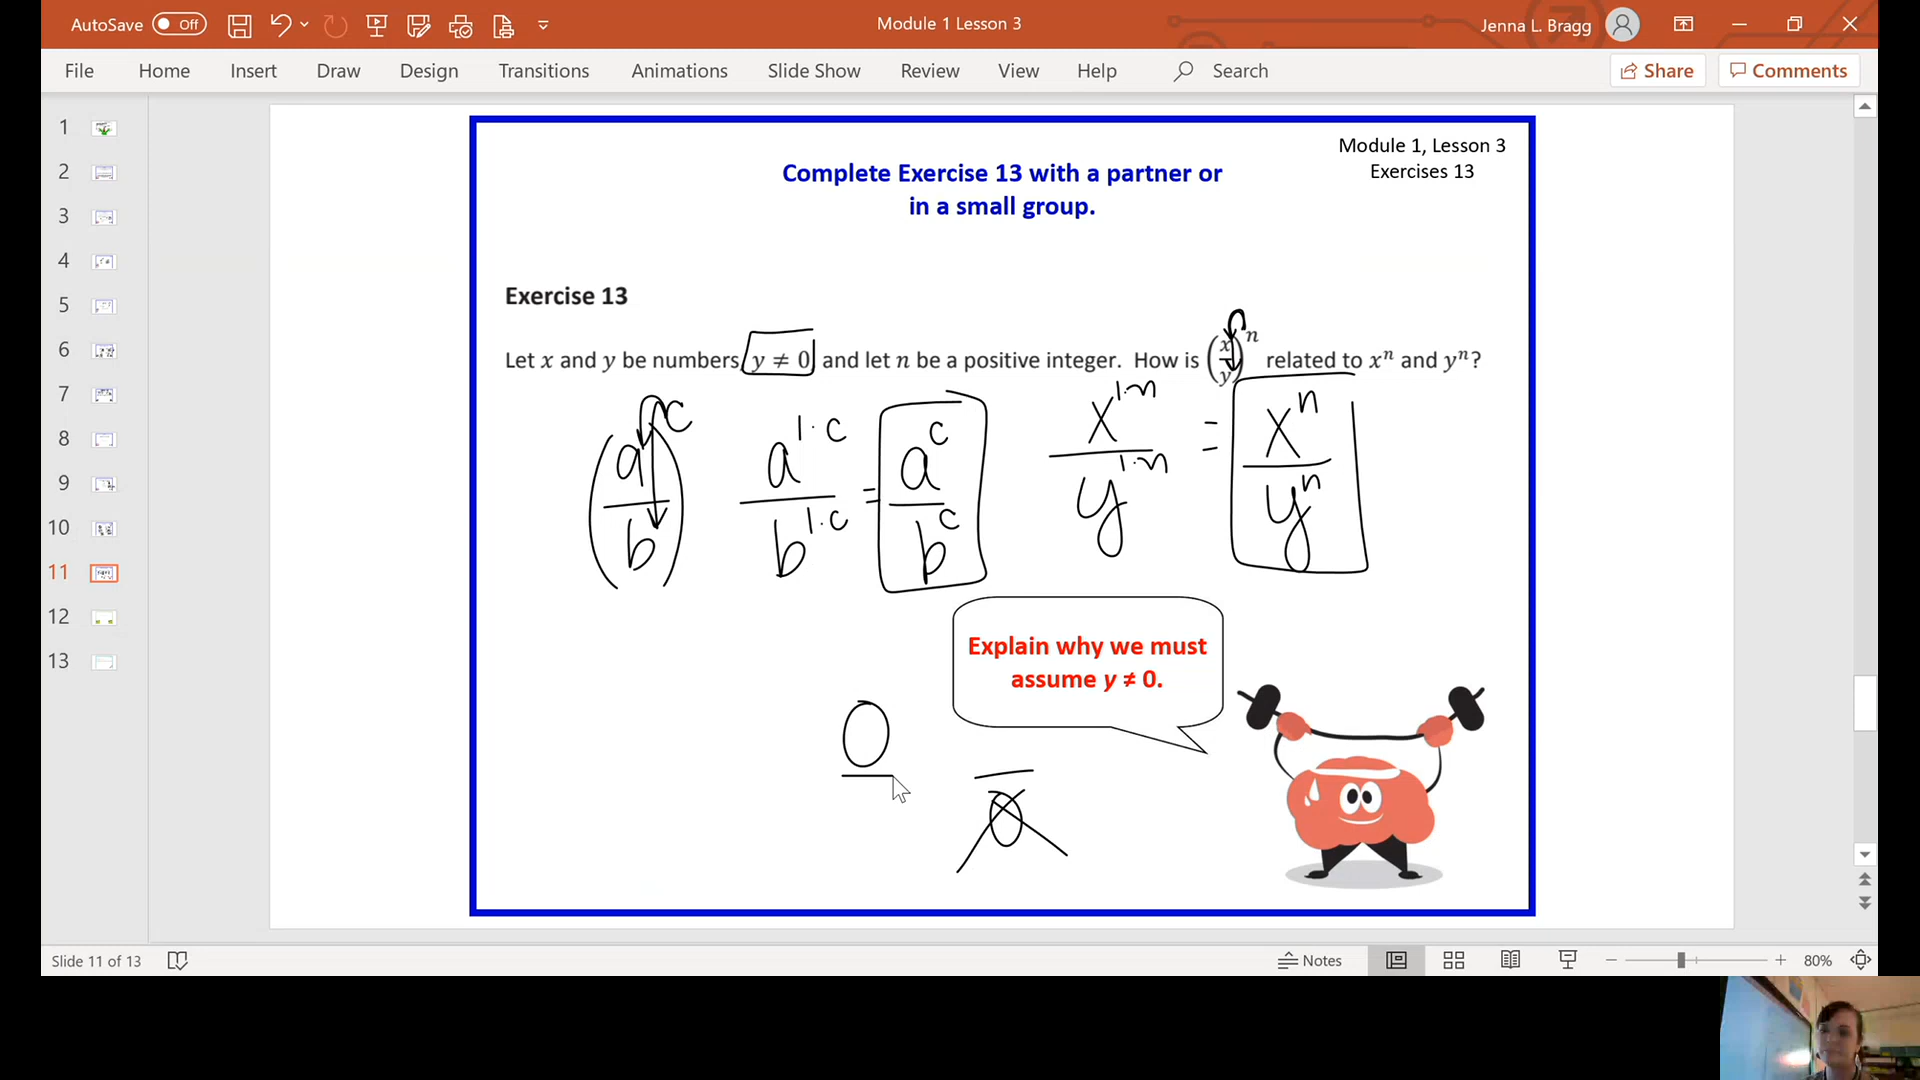 AutoSave Off Module 1 Lesson 3 Jenna L. Bragg
File Home Insert Draw Design Transitions Animations Slide Show Review View Help Search Share Comments
1
2
3
4
5
6
7
8
9
10
11
12
13
Module 1, Lesson 3
Exercises 13
Complete Exercise 13 with a partner or
in a small group.
Exercise 13
Let x and y be numbers, y ≠ 0, and let n be a positive integer. How is (x/y)^n related to x^n and y^n?
(a/b)^c a^1·c/b^1·c = a^c/b^c x^1·n/y^1·n = x^n/y^n
Explain why we must
assume y ≠ 0.
0
0
Slide 11 of 13 Notes 80%